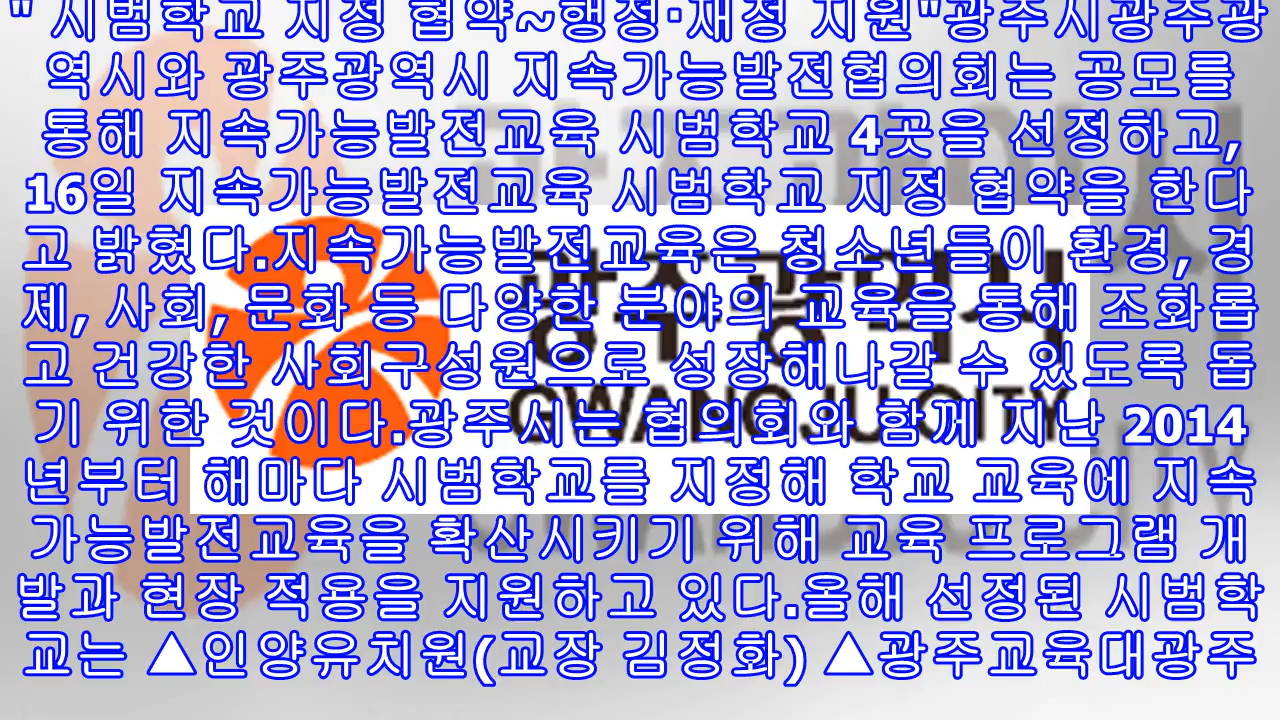 " 시범학교 지정 협약~행정·재정 지원"광주시광주광
역시와 광주광역시 지속가능발전협의회는 공모를
통해 지속가능발전교육 시범학교 4곳을 선정하고,
16일 지속가능발전교육 시범학교 지정 협약을 한다
고 밝혔다.지속가능발전교육은 청소년들이 환경, 경
제, 사회, 문화 등 다양한 분야의 교육을 통해 조화롭
고 건강한 사회구성원으로 성장해나갈 수 있도록 돕
기 위한 것이다.광주시는 협의회와 함께 지난 2014
년부터 해마다 시범학교를 지정해 학교 교육에 지속
가능발전교육을 확산시키기 위해 교육 프로그램 개
발과 현장 적용을 지원하고 있다.올해 선정된 시범학
교는 ▲인양유치원(교장 김정화) ▲광주교육대광주
광주광역시
GWANGJU CITY